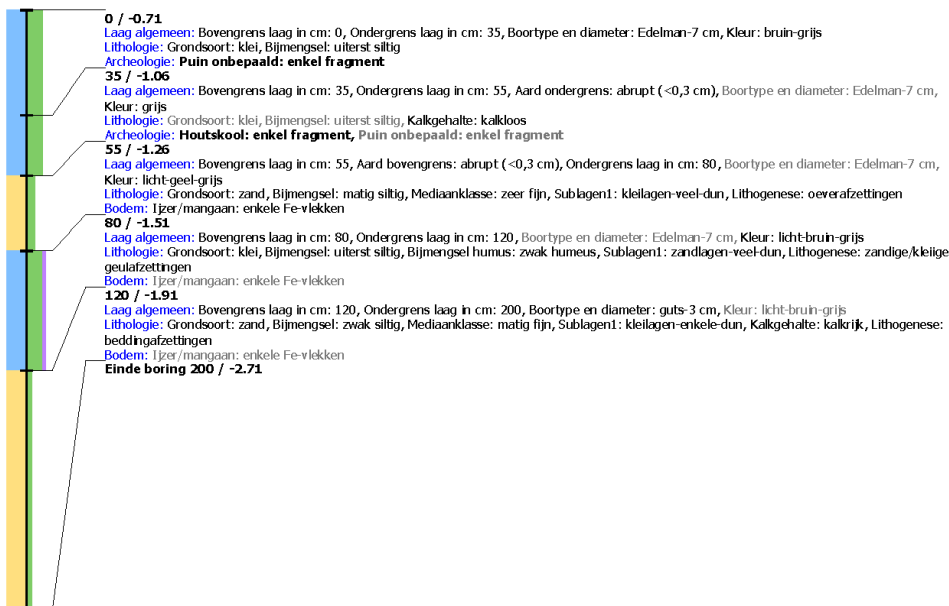 0 / -0.71
Laag algemeen: Bovengrens laag in cm: 0, Ondergrens laag in cm: 35, Boortype en diameter: Edelman-7 cm, Kleur: bruin-grijs
Lithologie: Grondsoort: klei, Bijmengsel: uiterst siltig
Archeologie: Puin onbepaald: enkel fragment
35 / -1.06
Laag algemeen: Bovengrens laag in cm: 35, Ondergrens laag in cm: 55, Aard ondergrens: abrupt (<0,3 cm), Boortype en diameter: Edelman-7 cm,
Kleur: grijs
Lithologie: Grondsoort: klei, Bijmengsel: uiterst siltig, Kalkgehalte: kalkloos
Archeologie: Houtskool: enkel fragment, Puin onbepaald: enkel fragment
55 / -1.26
Laag algemeen: Bovengrens laag in cm: 55, Aard bovengrens: abrupt (<0,3 cm), Ondergrens laag in cm: 80, Boortype en diameter: Edelman-7 cm,
Kleur: licht-geel-grijs
Lithologie: Grondsoort: zand, Bijmengsel: matig siltig, Mediaanklasse: zeer fijn, Sublagen1: kleilagen-veel-dun, Lithogenese: oeverafzettingen
Bodem: Ijzer/mangaan: enkele Fe-vlekken
80 / -1.51
Laag algemeen: Bovengrens laag in cm: 80, Ondergrens laag in cm: 120, Boortype en diameter: Edelman-7 cm, Kleur: licht-bruin-grijs
Lithologie: Grondsoort: klei, Bijmengsel: uiterst siltig, Bijmengsel humus: zwak humeus, Sublagen1: zandlagen-veel-dun, Lithogenese: zandige/kleiige
geulafzettingen
Bodem: Ijzer/mangaan: enkele Fe-vlekken
120 / -1.91
Laag algemeen: Bovengrens laag in cm: 120, Ondergrens laag in cm: 200, Boortype en diameter: guts-3 cm, Kleur: licht-bruin-grijs
Lithologie: Grondsoort: zand, Bijmengsel: zwak siltig, Mediaanklasse: matig fijn, Sublagen1: kleilagen-enkele-dun, Kalkgehalte: kalkrijk, Lithogenese:
beddingafzettingen
Bodem: Ijzer/mangaan: enkele Fe-vlekken
Einde boring 200 / -2.71